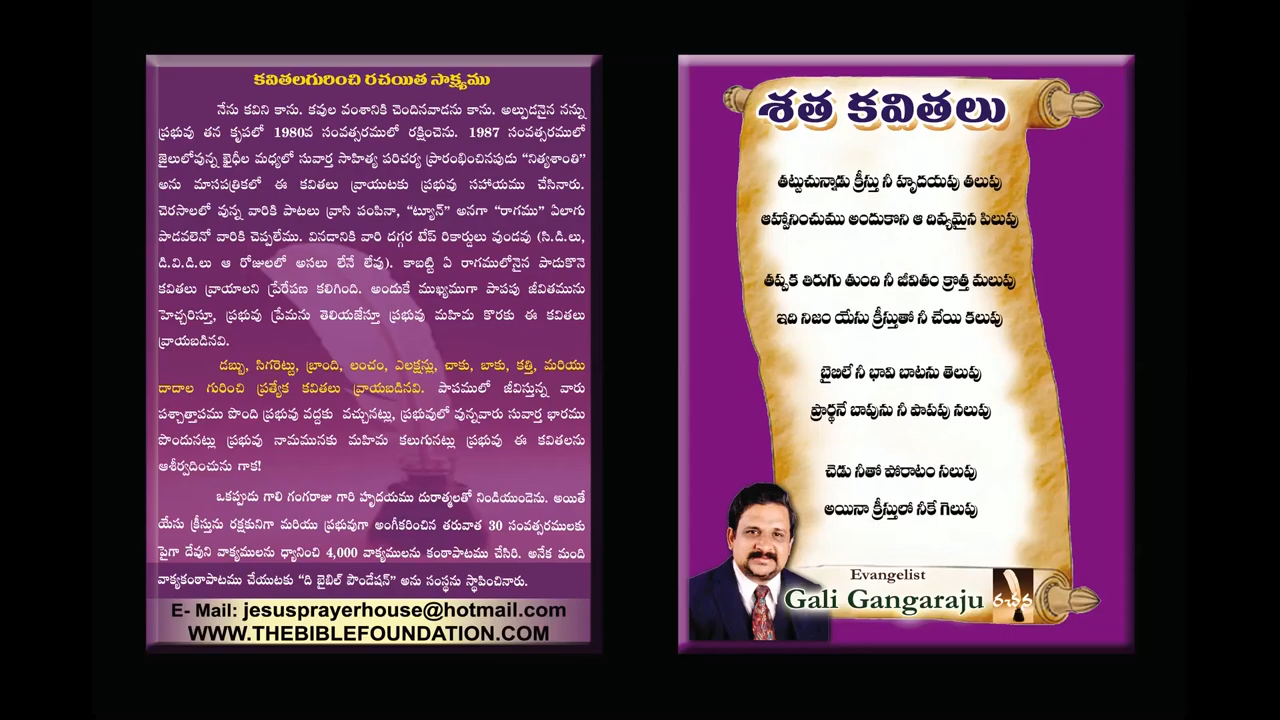 కవితలగురించి రచయిత సాక్ష్యము
నేను కవిని కాను. కవుల వంశానికి చెందినవాడను కాను. అల్పుడనైన నన్ను
ప్రభువు తన కృపలో 1980వ సంవత్సరములో రక్షించెను. 1987 సంవత్సరములో
జైలులోవున్న ఖైధీల మధ్యలో సువార్త సాహిత్య పరిచర్య ప్రారంభించినపుడు “నిత్యశాంతి”
అను మాసపత్రికలో ఈ కవితలు వ్రాయుటకు ప్రభువు సహాయము చేసినారు.
చెరసాలలో వున్న వారికి పాటలు వ్రాసి పంపినా, “ట్యూన్” అనగా “రాగము” ఏలాగు
పాడవలెనో వారికి చెప్పలేము. వినడానికి వారి దగ్గర టేప్ రికార్డులు వుండవు (సి.డి.లు,
డి.వి.డి.లు ఆ రోజులలో అసలు లేనే లేవు). కాబట్టి ఏ రాగములోనైన పాడుకొనె
కవితలు వ్రాయాలని ప్రేరేపణ కలిగింది. అందుకే ముఖ్యముగా పాపపు జీవితమును
హెచ్చరిస్తూ, ప్రభువు ప్రేమను తెలియజేస్తూ ప్రభువు మహిమ కొరకు ఈ కవితలు
వ్రాయబడినవి.
డబ్బు, సిగరెట్టు, బ్రాంది, లంచం, ఎలక్షన్లు, చాకు, బాకు, కత్తి, మరియు
దాదాల గురించి ప్రత్యేక కవితలు వ్రాయబడినవి. పాపములో జీవిస్తున్న వారు
పశ్చాత్తాపము పొంది ప్రభువు వద్దకు వచ్చునట్లు, ప్రభువులో వున్నవారు సువార్త భారము
పొందునట్లు ప్రభువు నామమునకు మహిమ కలుగునట్లు ప్రభువు ఈ కవితలను
ఆశీర్వదించును గాక!
ఒకప్పుడు గాలి గంగరాజు గారి హృదయము దురాత్మలతో నిండియుండెను. అయితే
యేసు క్రీస్తును రక్షకునిగా మరియు ప్రభువుగా అంగీకరించిన తరువాత 30 సంవత్సరములకు
పైగా దేవుని వాక్యములను ధ్యానించి 4,000 వాక్యములను కంఠాపాటము చేసిరి. అనేక మంది
వాక్యకంఠాపాటము చేయుటకు “ది బైబిల్ ఫౌండేషన్” అను సంస్థను స్థాపించినారు.
E- Mail: jesusprayerhouse@hotmail.com
WWW.THEBIBLEFOUNDATION.COM
శత కవితలు
తట్టుచున్నాడు క్రీస్తు నీ హృదయపు తలుపు
ఆహ్వానించుము అందుకొని ఆ దివ్యమైన పిలుపు
తప్పక తిరుగు తుంది నీ జీవితం క్రొత్త మలుపు
ఇది నిజం యేసు క్రీస్తుతో నీ చేయి కలుపు
బైబిలే నీ భావి బాటను తెలుపు
ప్రార్థనే బాపును నీ పాపపు నలుపు
చెడు నీతో పోరాటం సలుపు
అయినా క్రీస్తులో నీకే గెలుపు
Evangelist
Gali Gangaraju రచన